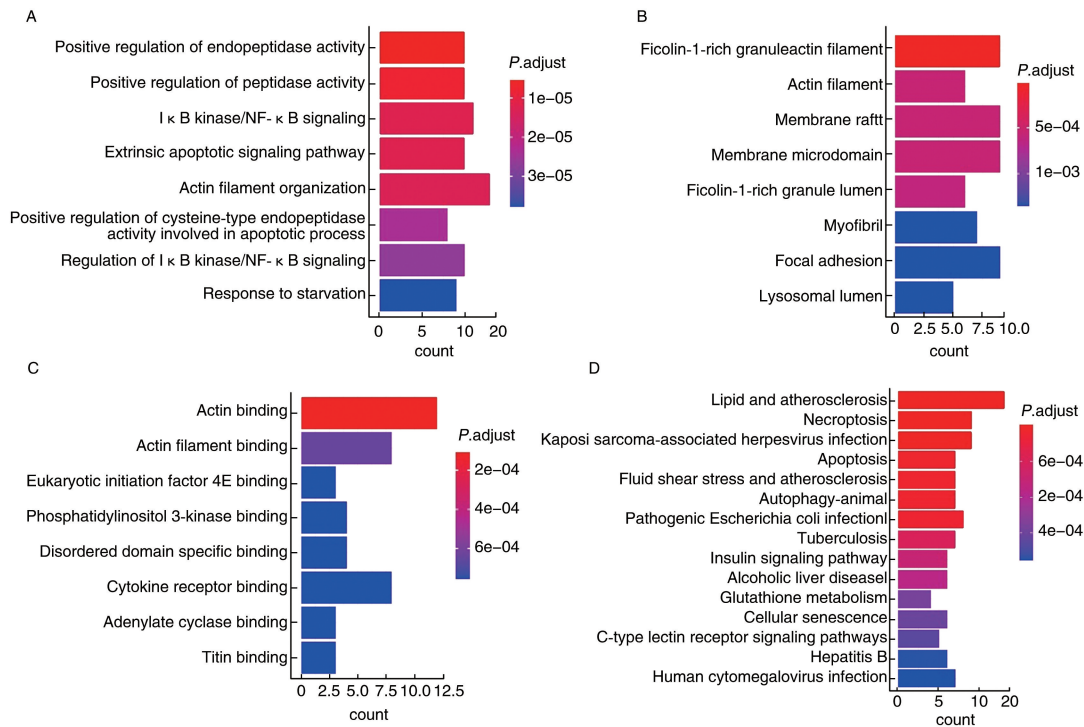 A
Positive regulation of endopeptidase activity
Positive regulation of peptidase activity
I κ B kinase/NF- κ B signaling
Extrinsic apoptotic signaling pathway
Actin filament organization
Positive regulation of cysteine-type endopeptidase
activity involved in apoptotic process
Regulation of I κ B kinase/NF- κ B signaling
Response to starvation
0 5 10 20
count
P.adjust
1e−05
2e−05
3e−05
B
Ficolin-1-rich granuleactin filament
Actin filament
Membrane raftt
Membrane microdomain
Ficolin-1-rich granule lumen
Myofibril
Focal adhesion
Lysosomal lumen
0 2.5 5.0 7.5 10.0
count
P.adjust
5e−04
1e−03
C
Actin binding
Actin filament binding
Eukaryotic initiation factor 4E binding
Phosphatidylinositol 3-kinase binding
Disordered domain specific binding
Cytokine receptor binding
Adenylate cyclase binding
Titin binding
0 2.5 5.0 7.5 10.0 12.5
count
P.adjust
2e−04
4e−04
6e−04
D
Lipid and atherosclerosis
Necroptosis
Kaposi sarcoma-associated herpesvirus infection
Apoptosis
Fluid shear stress and atherosclerosis
Autophagy-animal
Pathogenic Escherichia coli infectionl
Tuberculosis
Insulin signaling pathway
Alcoholic liver diseasel
Glutathione metabolism
Cellular senescence
C-type lectin receptor signaling pathways
Hepatitis B
Human cytomegalovirus infection
0 5 10 20
count
P.adjust
6e−04
2e−04
4e−04